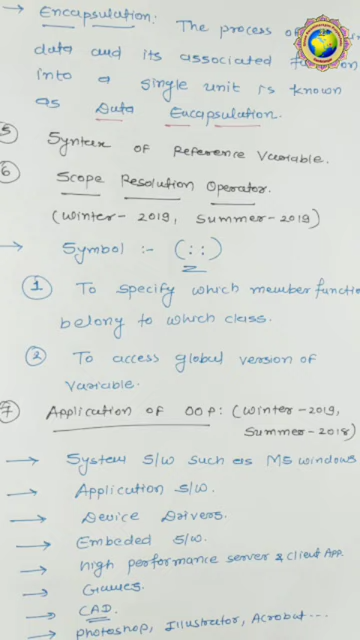 → Encapsulation: The process of
data and its associated
into a single unit is known
as Data Encapsulation.
5 Syntax of Reference Variable.
6 Scope Resolution Operator.
(Winter-2019, Summer-2019)
→ Symbol :- (::)
1 To specify which member functi
belony to which class.
2 To access global version of
variable.
7 Application of OOP: (Winter-2019,
Summer-2018)
→ System S/W such as MS windows
→ Application S/W.
→ Device Drivers.
→ Embeded S/W.
→ high performance server & client App.
→ Games.
→ CAD.
→ photoshop, Illustrator, Acrobat ...